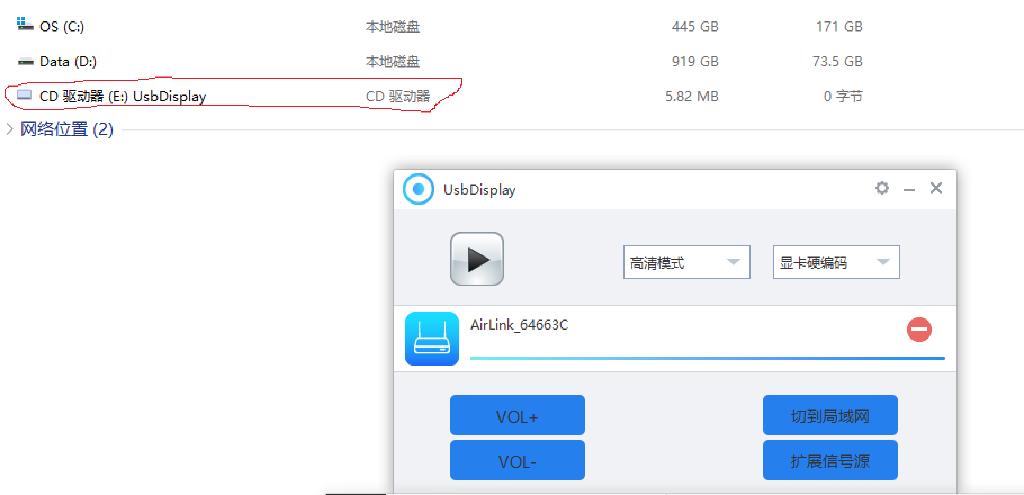 OS (C:) 本地磁盘 445 GB 171 GB
Data (D:) 本地磁盘 919 GB 73.5 GB
CD 驱动器 (E:) UsbDisplay CD 驱动器 5.82 MB 0 字节
网络位置 (2)
UsbDisplay
高清模式 显卡硬编码
AirLink_64663C
VOL+ 切到局域网
VOL- 扩展信号源